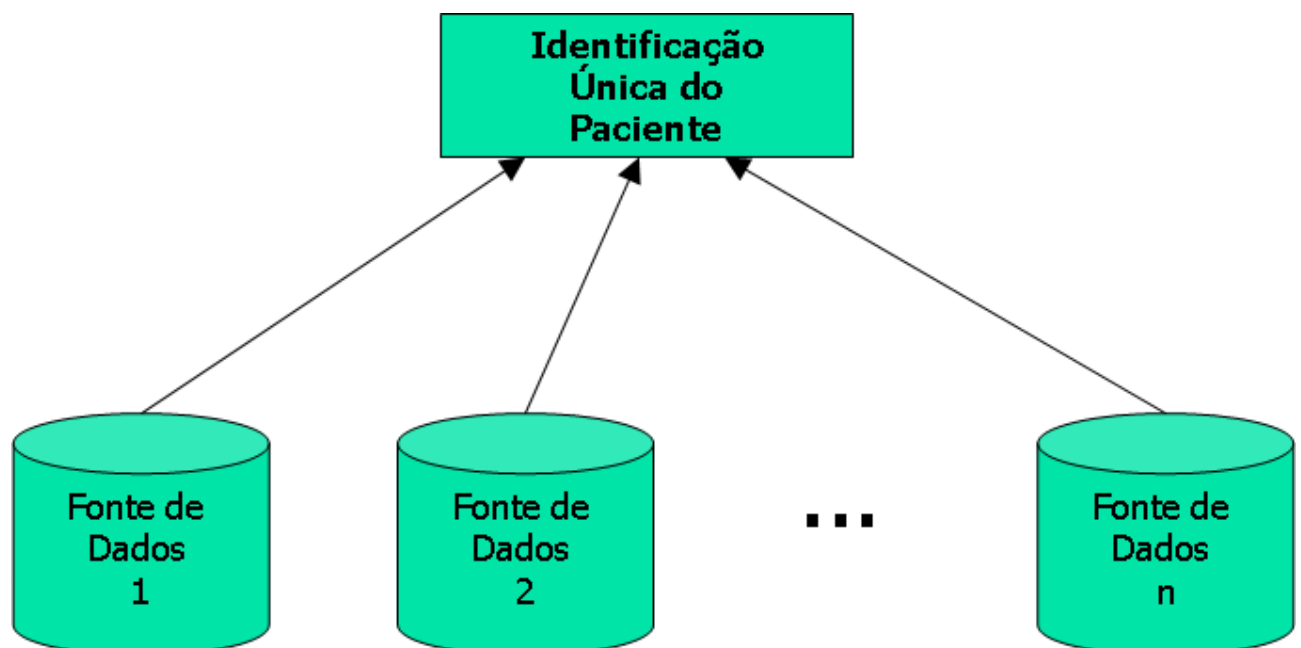 Identificação
Única do
Paciente
Fonte de
Dados
1
Fonte de
Dados
2
...
Fonte de
Dados
n